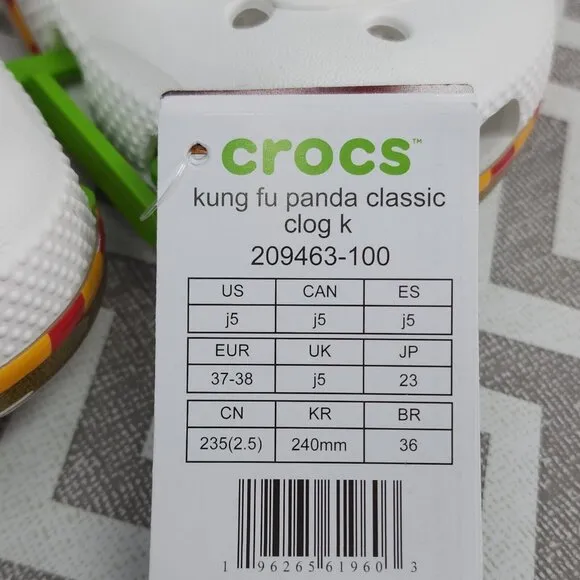 crocs™
kung fu panda classic
clog k
209463-100
US CAN ES
j5 j5 j5
EUR UK JP
37-38 j5 23
CN KR BR
235(2.5) 240mm 36
1 96265 61960 3